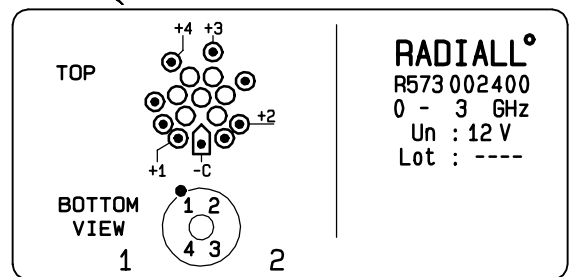 +4 +3
TOP
+2
+1 -C
BOTTOM
VIEW
1 2
4 3
1 2
RADIALL°
R573 002400
0 - 3 GHz
Un : 12 V
Lot : ----